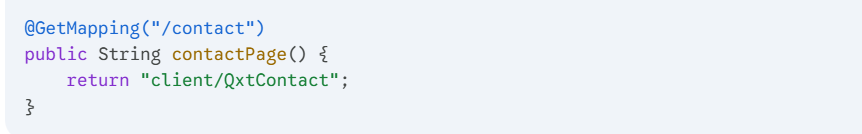 @GetMapping("/contact")
public String contactPage() {
    return "client/QxtContact";
}